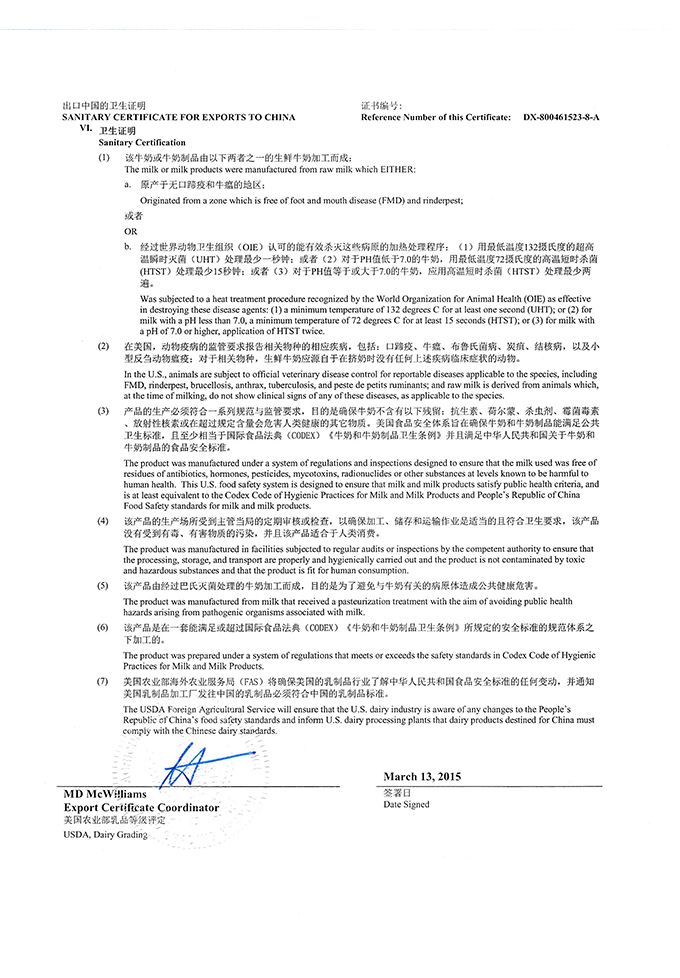 出口中国的卫生证明
SANITARY CERTIFICATE FOR EXPORTS TO CHINA
证书编号:
Reference Number of this Certificate: DX-800461523-8-A
VI. 卫生证明
Sanitary Certification
(1) 该牛奶或牛奶制品由以下两者之一的生鲜牛奶加工而成:
The milk or milk products were manufactured from raw milk which EITHER:
a. 原产于无口蹄疫和牛瘟的地区;
Originated from a zone which is free of foot and mouth disease (FMD) and rinderpest;
或者
OR
b. 经过世界动物卫生组织（OIE）认可的能有效杀灭这些病原的加热处理程序：（1）用最低温度132摄氏度的超高
温瞬时灭菌（UHT）处理最少一秒钟；或者（2）对于PH值低于7.0的牛奶，用最低温度72摄氏度的高温短时杀菌
(HTST）处理最少15秒钟；或者（3）对于PH值等于或大于7.0的牛奶，应用高温短时杀菌（HTST）处理最少两
遍。
Was subjected to a heat treatment procedure recognized by the World Organization for Animal Health (OIE) as effective
in destroying these disease agents: (1) a minimum temperature of 132 degrees C for at least one second (UHT); or (2) for
milk with a pH less than 7.0, a minimum temperature of 72 degrees C for at least 15 seconds (HTST); or (3) for milk with
a pH of 7.0 or higher, application of HTST twice.
(2) 在美国，动物疫病的监管要求报告相关物种的相应疾病，包括：口蹄疫、牛瘟、布鲁氏菌病、炭疽、结核病，以及小
型反刍动物瘟疫；对于相关物种，生鲜牛奶应源自于在挤奶时没有任何上述疾病临床症状的动物。
In the U.S., animals are subject to official veterinary disease control for reportable diseases applicable to the species, including
FMD, rinderpest, brucellosis, anthrax, tuberculosis, and peste de petits ruminants; and raw milk is derived from animals which,
at the time of milking, do not show clinical signs of any of these diseases, as applicable to the species.
(3) 产品的生产必须符合一系列规范与监管要求，目的是确保牛奶不含有以下残留：抗生素、荷尔蒙、杀虫剂、霉菌毒素
、放射性核素或在超过规定含量会危害人类健康的其它物质。美国食品安全体系旨在确保牛奶和牛奶制品能满足公共
卫生标准，且至少相当于国际食品法典（CODEX）《牛奶和牛奶制品卫生条例》并且满足中华人民共和国关于牛奶和
牛奶制品的食品安全标准。
The product was manufactured under a system of regulations and inspections designed to ensure that the milk used was free of
residues of antibiotics, hormones, pesticides, mycotoxins, radionuclides or other substances at levels known to be harmful to
human health. This U.S. food safety system is designed to ensure that milk and milk products satisfy public health criteria, and
is at least equivalent to the Codex Code of Hygienic Practices for Milk and Milk Products and People's Republic of China
Food Safety standards for milk and milk products.
(4) 该产品的生产场所受到主管当局的定期审核或检查，以确保加工、储存和运输作业是适当的且符合卫生要求，该产品
没有受到有毒、有害物质的污染，并且该产品适合于人类消费。
The product was manufactured in facilities subjected to regular audits or inspections by the competent authority to ensure that
the processing, storage, and transport are properly and hygienically carried out and the product is not contaminated by toxic
and hazardous substances and that the product is fit for human consumption.
(5) 该产品由经过巴氏灭菌处理的牛奶加工而成，目的是为了避免与牛奶有关的病原体造成公共健康危害。
The product was manufactured from milk that received a pasteurization treatment with the aim of avoiding public health
hazards arising from pathogenic organisms associated with milk.
(6) 该产品是在一套能满足或超过国际食品法典（CODEX）《牛奶和牛奶制品卫生条例》所规定的安全标准的规范体系之
下加工的。
The product was prepared under a system of regulations that meets or exceeds the safety standards in Codex Code of Hygienic
Practices for Milk and Milk Products.
(7) 美国农业部海外农业服务局（FAS）将确保美国的乳制品行业了解中华人民共和国食品安全标准的任何变动，并通知
美国乳制品加工厂发往中国的乳制品必须符合中国的乳制品标准。
The USDA Foreign Agricultural Service will ensure that the U.S. dairy industry is aware of any changes to the People's
Republic of China's food safety standards and inform U.S. dairy processing plants that dairy products destined for China must
comply with the Chinese dairy standards.
MD McWilliams
Export Certificate Coordinator
美国农业部乳品等级评定
USDA, Dairy Grading
March 13, 2015
签署日
Date Signed